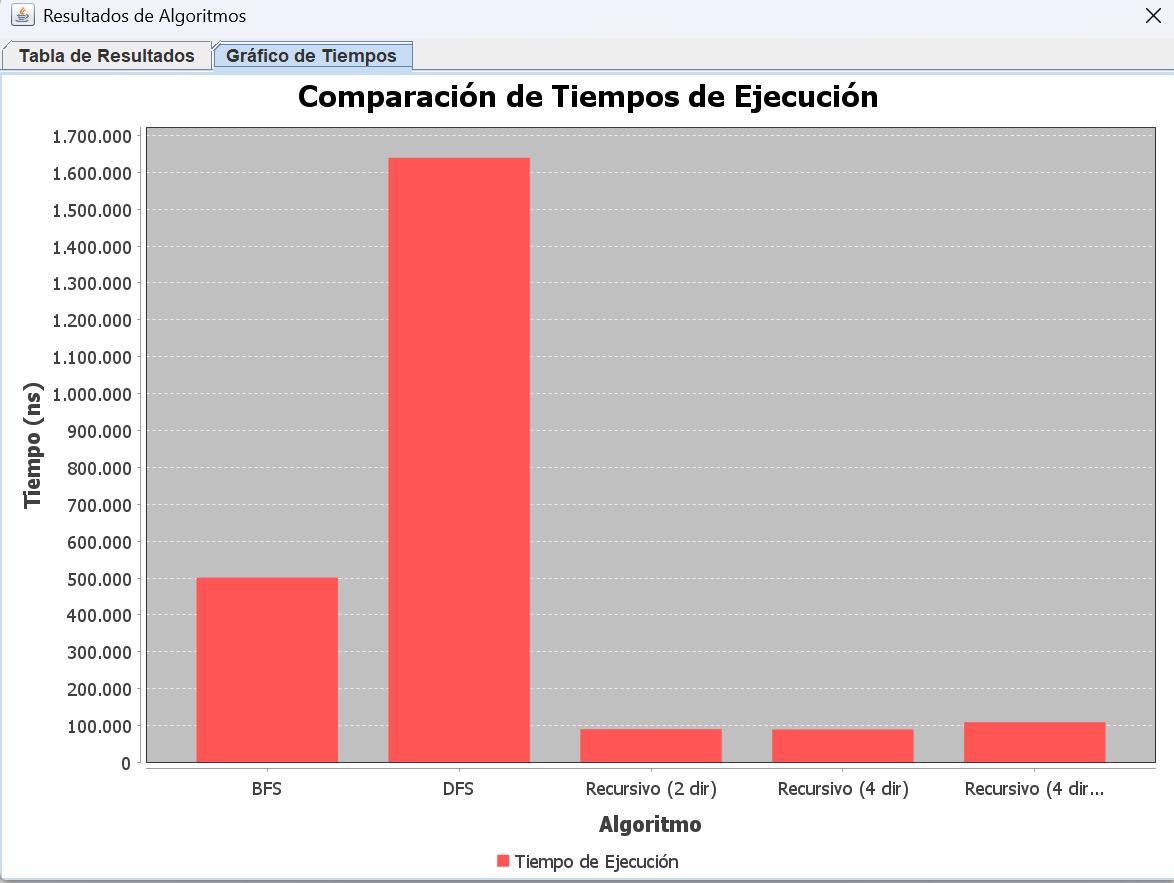 Resultados de Algoritmos
Tabla de Resultados
Gráfico de Tiempos
Comparación de Tiempos de Ejecución
Tiempo (ns)
1.700.000
1.600.000
1.500.000
1.400.000
1.300.000
1.200.000
1.100.000
1.000.000
900.000
800.000
700.000
600.000
500.000
400.000
300.000
200.000
100.000
0
BFS DFS Recursivo (2 dir) Recursivo (4 dir) Recursivo (4 dir...
Algoritmo
Tiempo de Ejecución